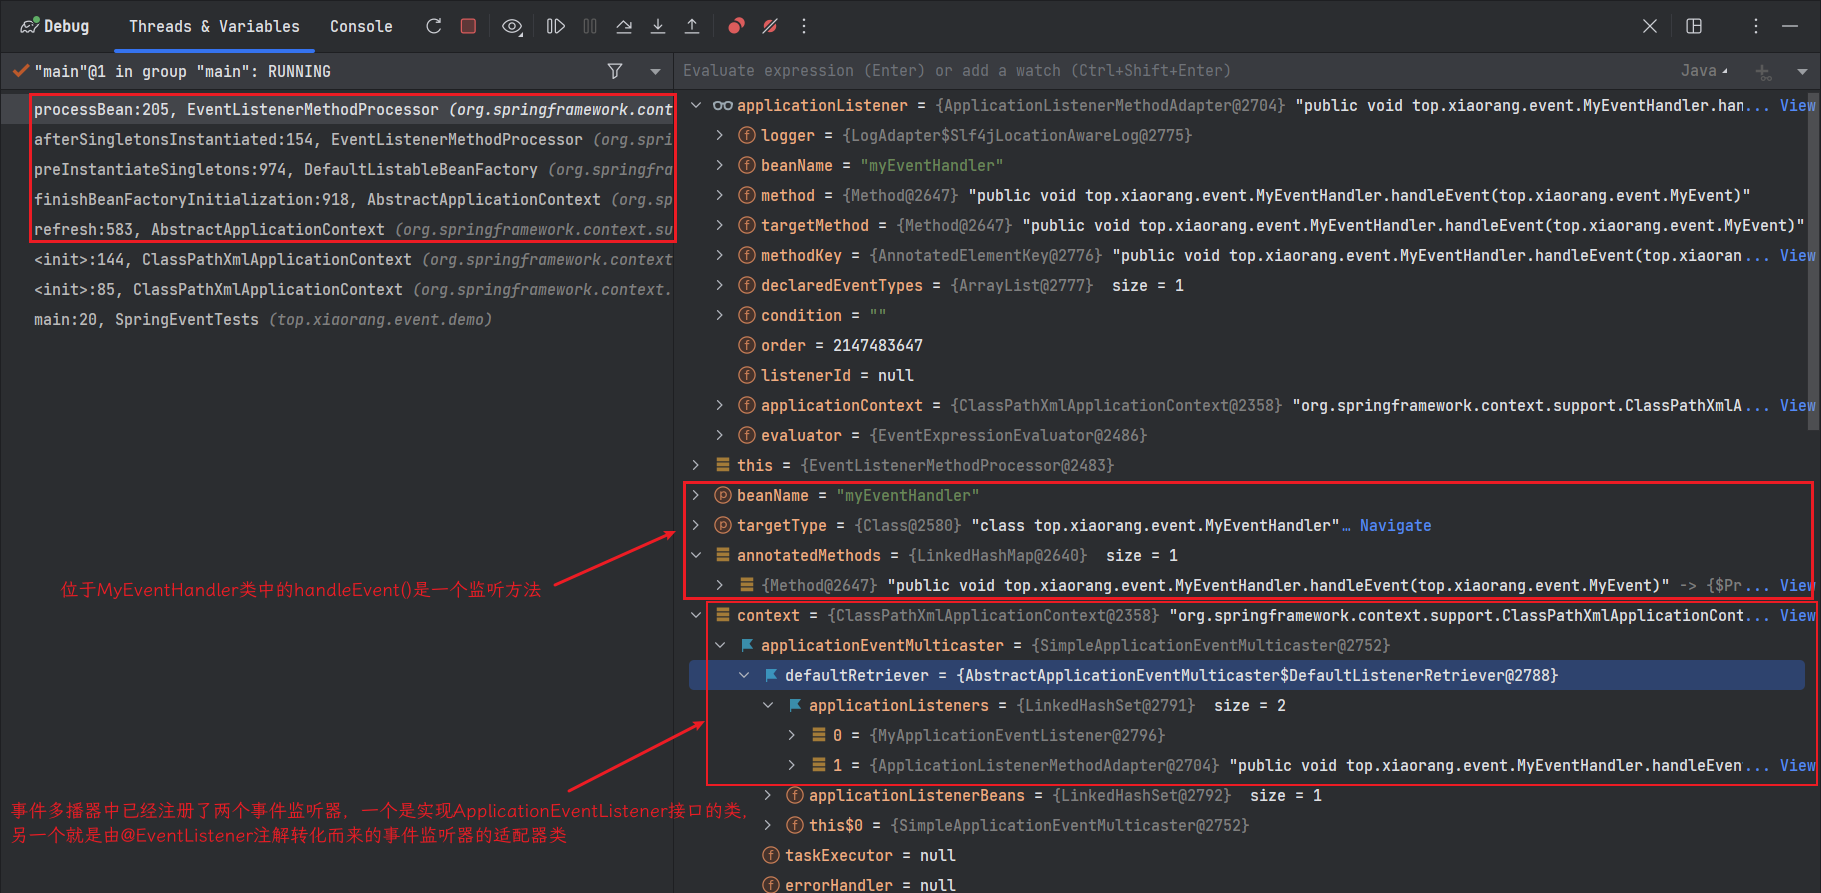 Debug
Threads & Variables
Console
"main"@1 in group "main": RUNNING
Evaluate expression (Enter) or add a watch (Ctrl+Shift+Enter)
Java
processBean:205, EventListenerMethodProcessor (org.springframework.cont
afterSingletonsInstantiated:154, EventListenerMethodProcessor (org.spri
preInstantiateSingletons:974, DefaultListableBeanFactory (org.springfra
finishBeanFactoryInitialization:918, AbstractApplicationContext (org.sp
refresh:583, AbstractApplicationContext (org.springframework.context.su
<init>:144, ClassPathXmlApplicationContext (org.springframework.context
<init>:85, ClassPathXmlApplicationContext (org.springframework.context.
main:20, SpringEventTests (top.xiaorang.event.demo)
位于MyEventHandler类中的handleEvent()是一个监听方法
事件多播器中已经注册了两个事件监听器，一个是实现ApplicationEventListener接口的类，
另一个就是由@EventListener注解转化而来的事件监听器的适配器类
applicationListener = {ApplicationListenerMethodAdapter@2704} "public void top.xiaorang.event.MyEventHandler.han... View
logger = {LogAdapter$Slf4jLocationAwareLog@2775}
beanName = "myEventHandler"
method = {Method@2647} "public void top.xiaorang.event.MyEventHandler.handleEvent(top.xiaorang.event.MyEvent)"
targetMethod = {Method@2647} "public void top.xiaorang.event.MyEventHandler.handleEvent(top.xiaorang.event.MyEvent)"
methodKey = {AnnotatedElementKey@2776} "public void top.xiaorang.event.MyEventHandler.handleEvent(top.xiaoran... View
declaredEventTypes = {ArrayList@2777} size = 1
condition = ""
order = 2147483647
listenerId = null
applicationContext = {ClassPathXmlApplicationContext@2358} "org.springframework.context.support.ClassPathXmlA... View
evaluator = {EventExpressionEvaluator@2486}
this = {EventListenerMethodProcessor@2483}
beanName = "myEventHandler"
targetType = {Class@2580} "class top.xiaorang.event.MyEventHandler"… Navigate
annotatedMethods = {LinkedHashMap@2640} size = 1
{Method@2647} "public void top.xiaorang.event.MyEventHandler.handleEvent(top.xiaorang.event.MyEvent)" -> {$Pr... View
context = {ClassPathXmlApplicationContext@2358} "org.springframework.context.support.ClassPathXmlApplicationCont... View
applicationEventMulticaster = {SimpleApplicationEventMulticaster@2752}
defaultRetriever = {AbstractApplicationEventMulticaster$DefaultListenerRetriever@2788}
applicationListeners = {LinkedHashSet@2791} size = 2
0 = {MyApplicationEventListener@2796}
1 = {ApplicationListenerMethodAdapter@2704} "public void top.xiaorang.event.MyEventHandler.handleEven... View
applicationListenerBeans = {LinkedHashSet@2792} size = 1
this$0 = {SimpleApplicationEventMulticaster@2752}
taskExecutor = null
errorHandler = null